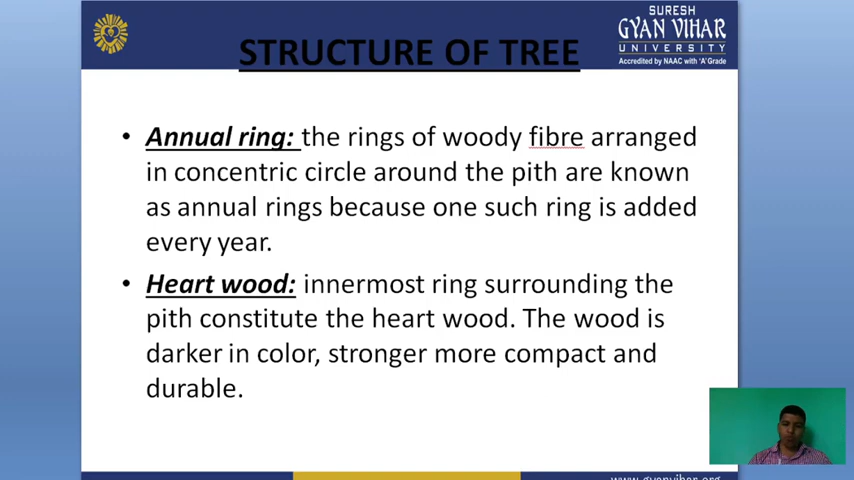 SURESH
GYAN VIHAR
UNIVERSITY
Accredited by NAAC with 'A' Grade
STRUCTURE OF TREE
• Annual ring: the rings of woody fibre arranged
in concentric circle around the pith are known
as annual rings because one such ring is added
every year.
• Heart wood: innermost ring surrounding the
pith constitute the heart wood. The wood is
darker in color, stronger more compact and
durable.
www.gyanvihar.org